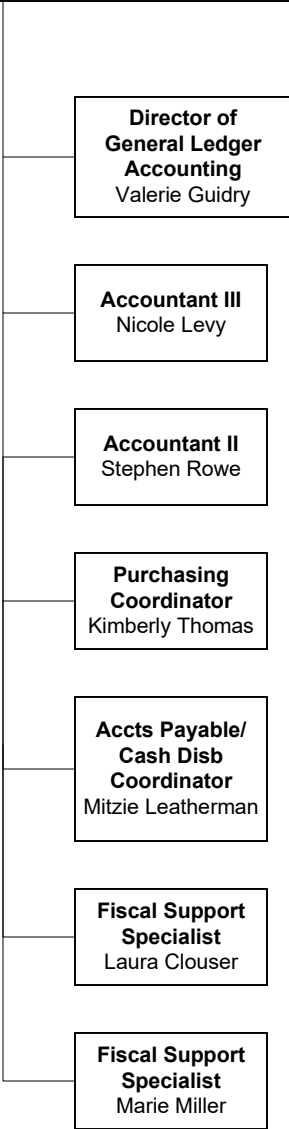 Director of
General Ledger
Accounting
Valerie Guidry
Accountant III
Nicole Levy
Accountant II
Stephen Rowe
Purchasing
Coordinator
Kimberly Thomas
Accts Payable/
Cash Disb
Coordinator
Mitzie Leatherman
Fiscal Support
Specialist
Laura Clouser
Fiscal Support
Specialist
Marie Miller